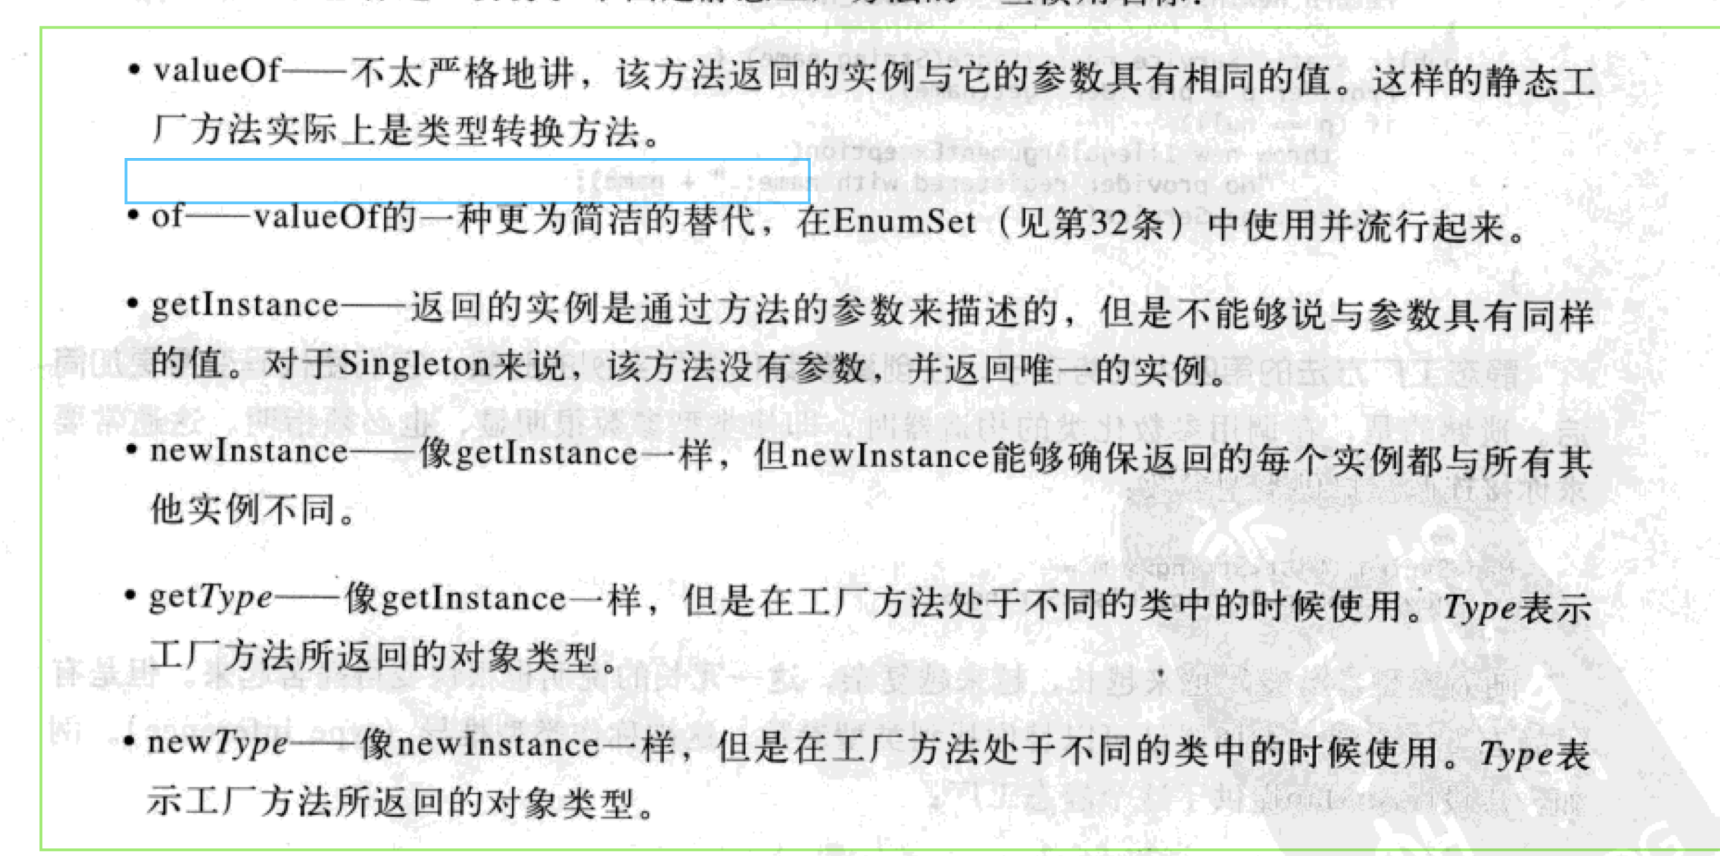 • valueOf——不太严格地讲，该方法返回的实例与它的参数具有相同的值。这样的静态工
厂方法实际上是类型转换方法。
• of——valueOf的一种更为简洁的替代，在EnumSet（见第32条）中使用并流行起来。
• getInstance——返回的实例是通过方法的参数来描述的，但是不能够说与参数具有同样
的值。对于Singleton来说，该方法没有参数，并返回唯一的实例。
• newInstance——像getInstance一样，但newInstance能够确保返回的每个实例都与所有其
他实例不同。
• getType——像getInstance一样，但是在工厂方法处于不同的类中的时候使用。Type表示
工厂方法所返回的对象类型。
• newType——像newInstance一样，但是在工厂方法处于不同的类中的时候使用。Type表
示工厂方法所返回的对象类型。